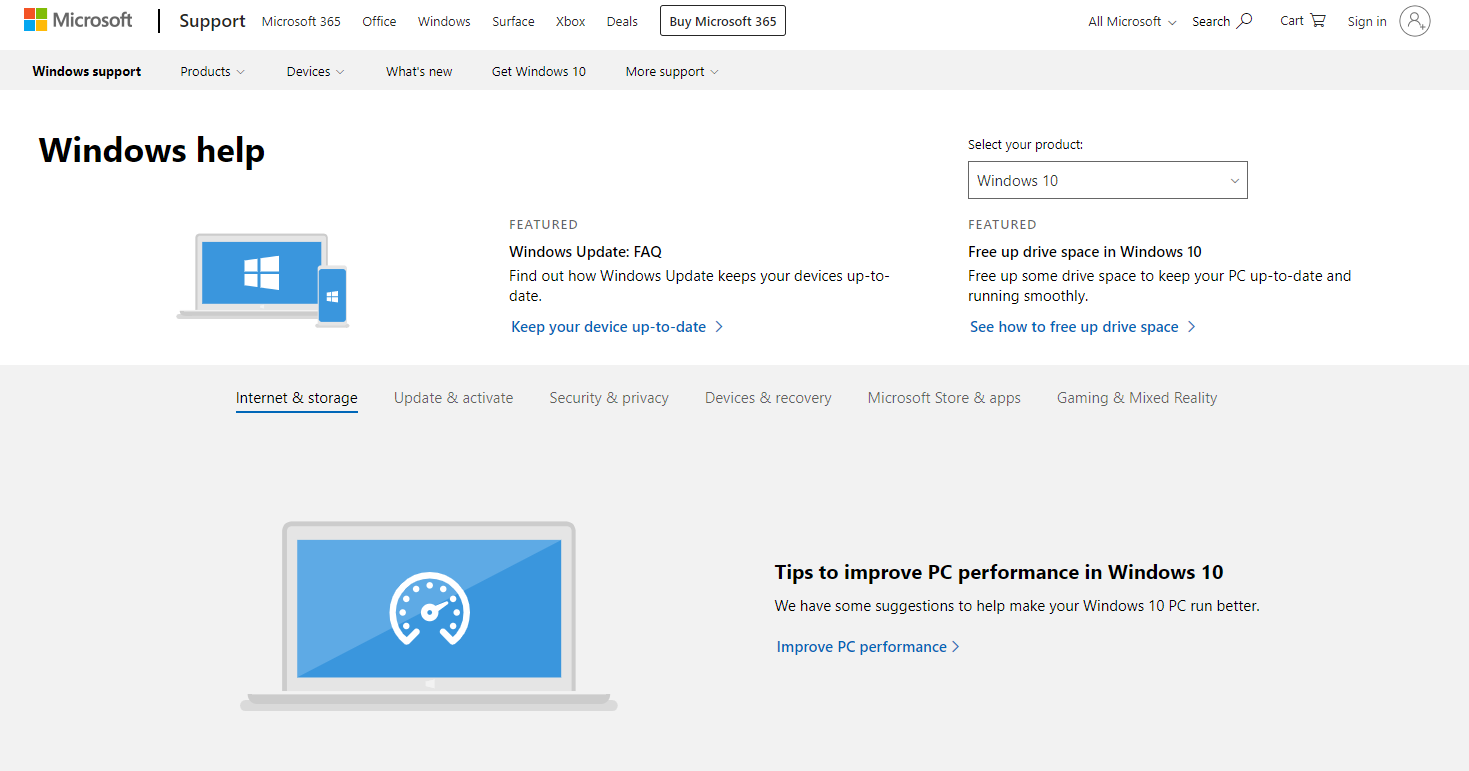 Microsoft
Support
Microsoft 365
Office
Windows
Surface
Xbox
Deals
Buy Microsoft 365
All Microsoft
Search
Cart
Sign in
Windows support
Products
Devices
What's new
Get Windows 10
More support
Windows help
Select your product:
Windows 10
FEATURED
Windows Update: FAQ
Find out how Windows Update keeps your devices up-to-
date.
Keep your device up-to-date
FEATURED
Free up drive space in Windows 10
Free up some drive space to keep your PC up-to-date and
running smoothly.
See how to free up drive space
Internet & storage
Update & activate
Security & privacy
Devices & recovery
Microsoft Store & apps
Gaming & Mixed Reality
Tips to improve PC performance in Windows 10
We have some suggestions to help make your Windows 10 PC run better.
Improve PC performance